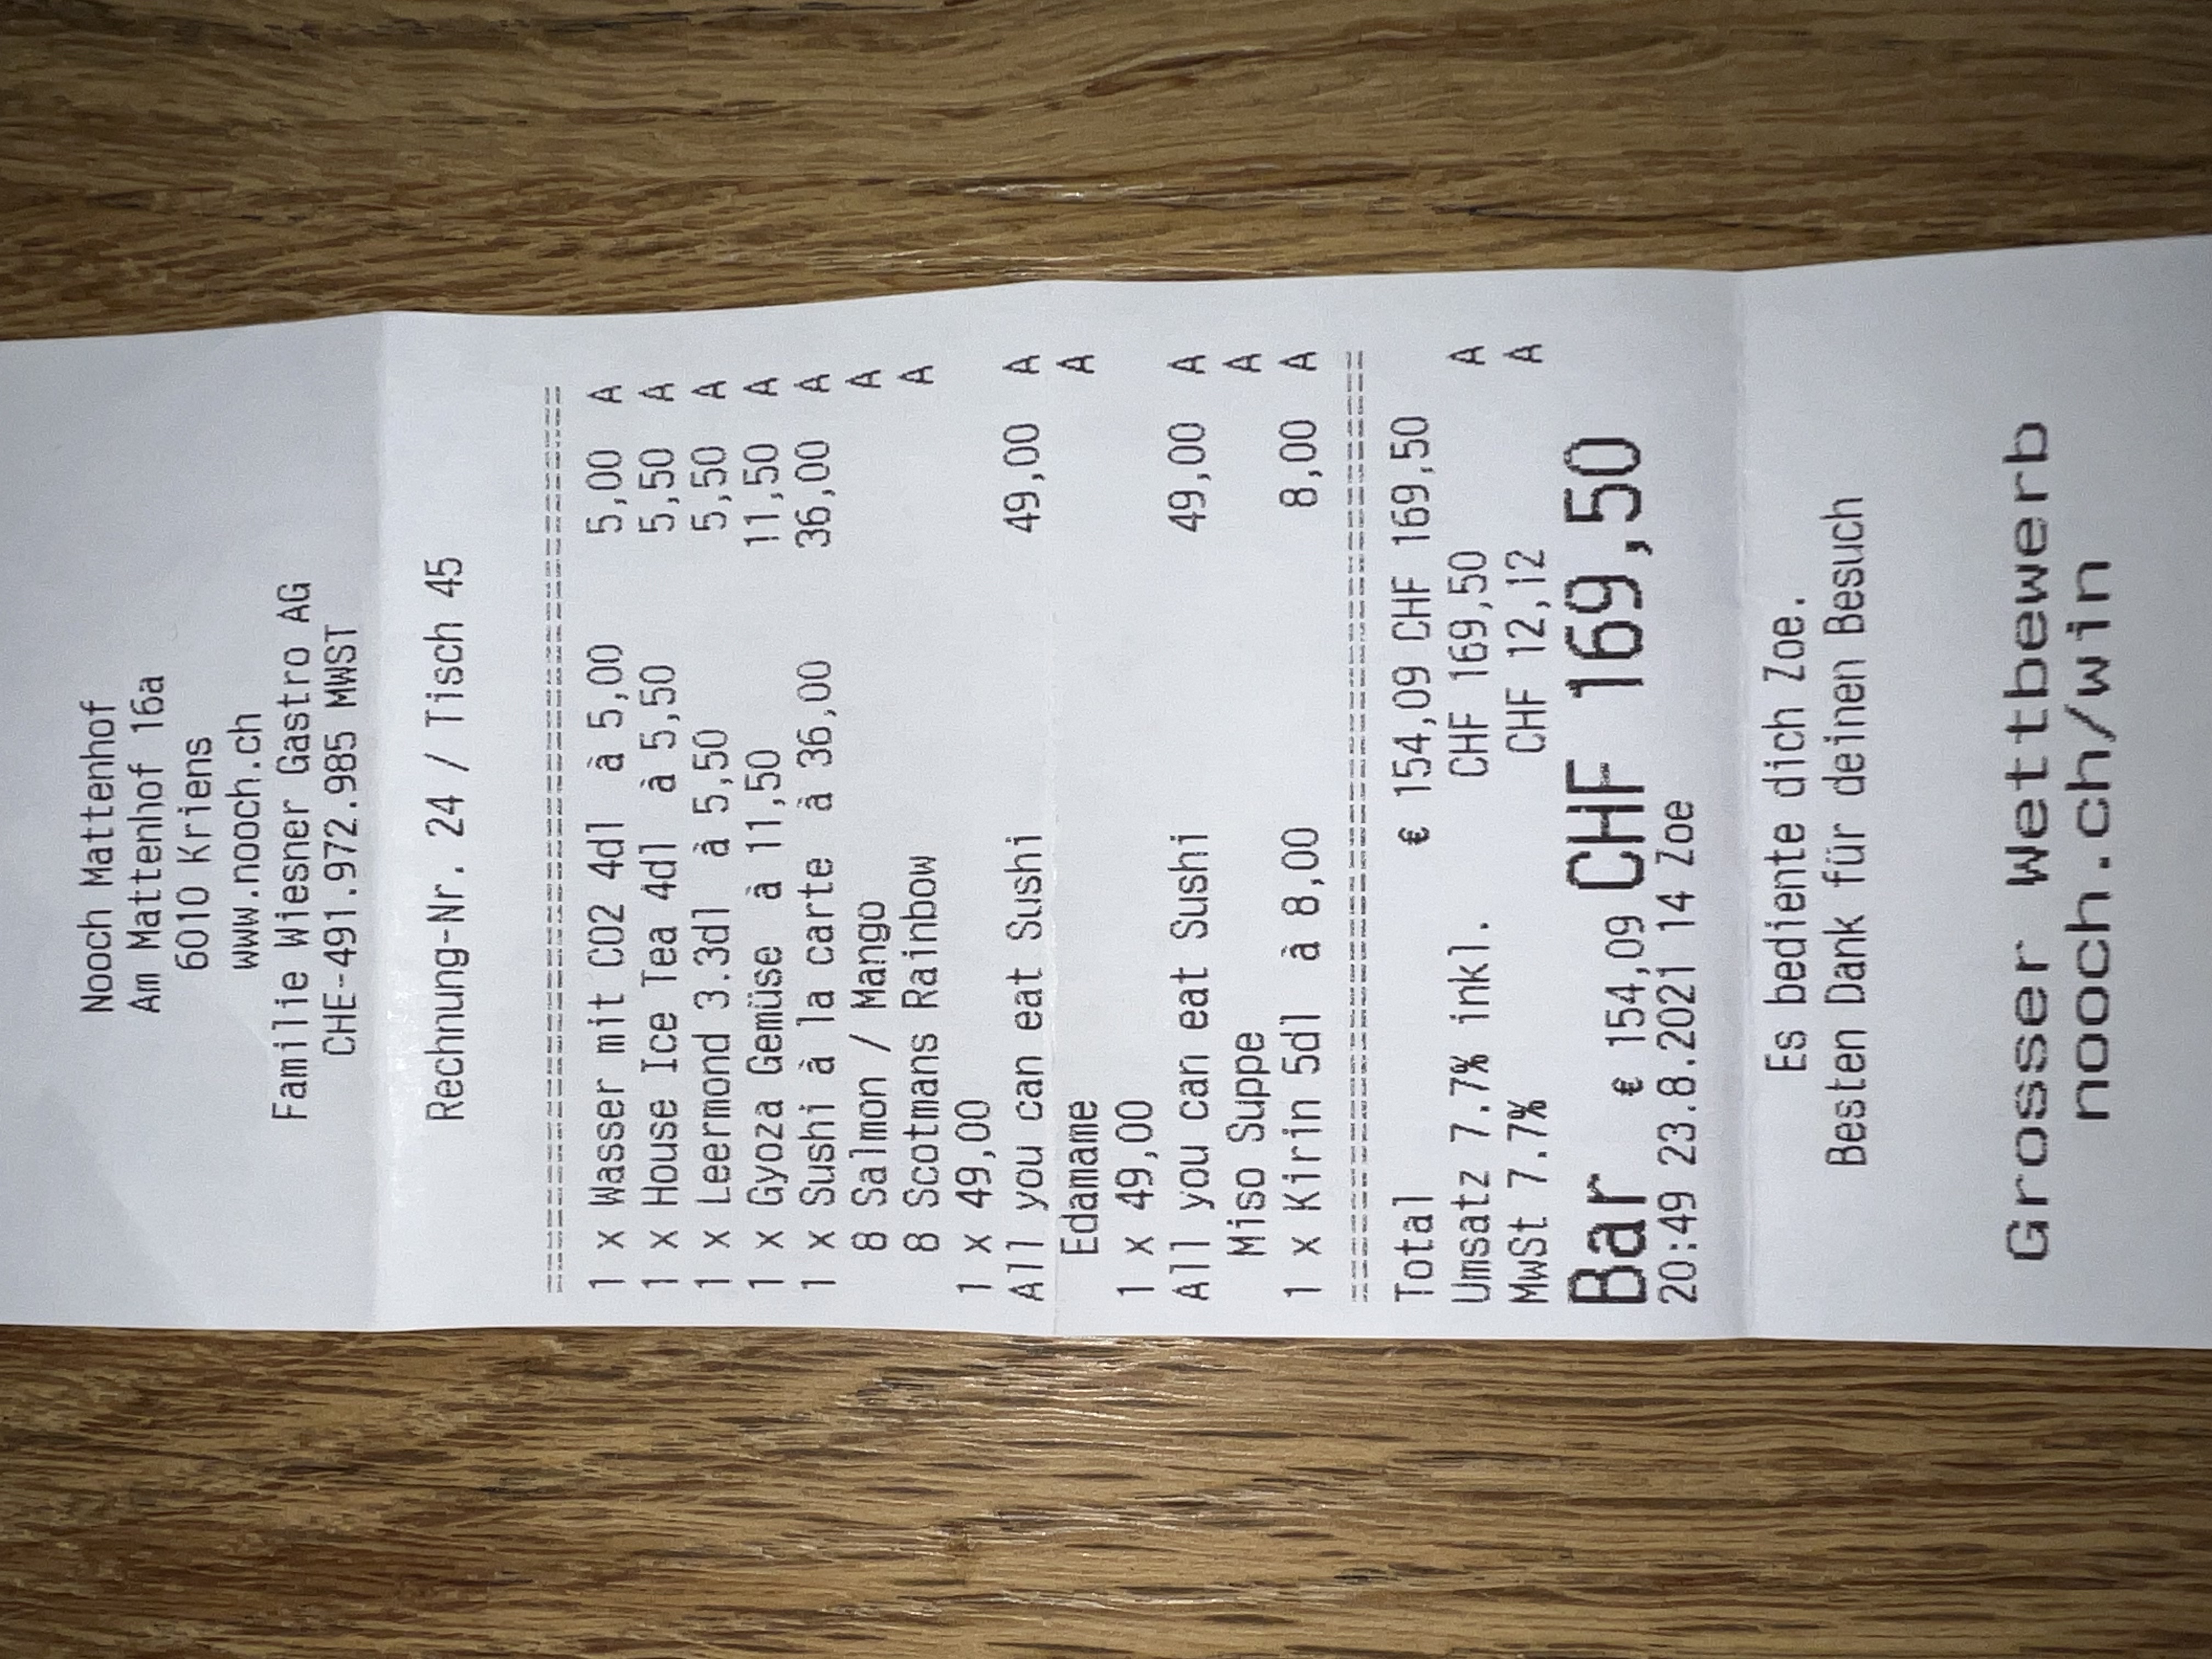 Nooch Mattenhof
Am Mattenhof 16a
6010 Kriens
www.nooch.ch
Familie Wiesner Gastro AG
CHE-491.972.985 MWST
Rechnung-Nr. 24 / Tisch 45
1 x Wasser mit CO2 4dl à 5,00 5,00 A
1 x House Ice Tea 4dl à 5,50 5,50 A
1 x Leermond 3.3dl à 5,50 5,50 A
1 x Gyoza Gemüse à 11,50 11,50 A
1 x Sushi à la carte à 36,00 36,00 A
8 Salmon / Mango A
8 Scotmans Rainbow A
1 x 49,00
All you can eat Sushi 49,00 A
Edamame A
1 x 49,00
All you can eat Sushi 49,00 A
Miso Suppe A
1 x Kirin 5dl à 8,00 8,00 A
Total € 154,09 CHF 169,50
Umsatz 7.7% inkl. CHF 169,50 A
MwSt 7.7% CHF 12,12 A
Bar € 154,09 CHF 169,50
20:49 23.8.2021 14 Zoe
Es bediente dich Zoe.
Besten Dank für deinen Besuch
Grosser Wettbewerb
nooch.ch/win